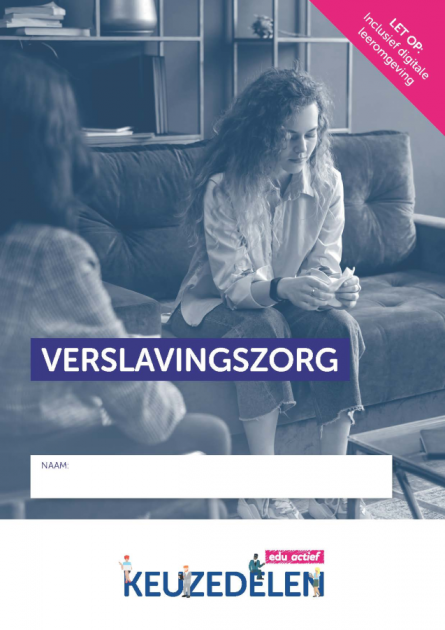 LET OP:
Inclusief digitale
leeromgeving
VERSLAVINGSZORG
NAAM:
edu actief
KEUZEDELEN